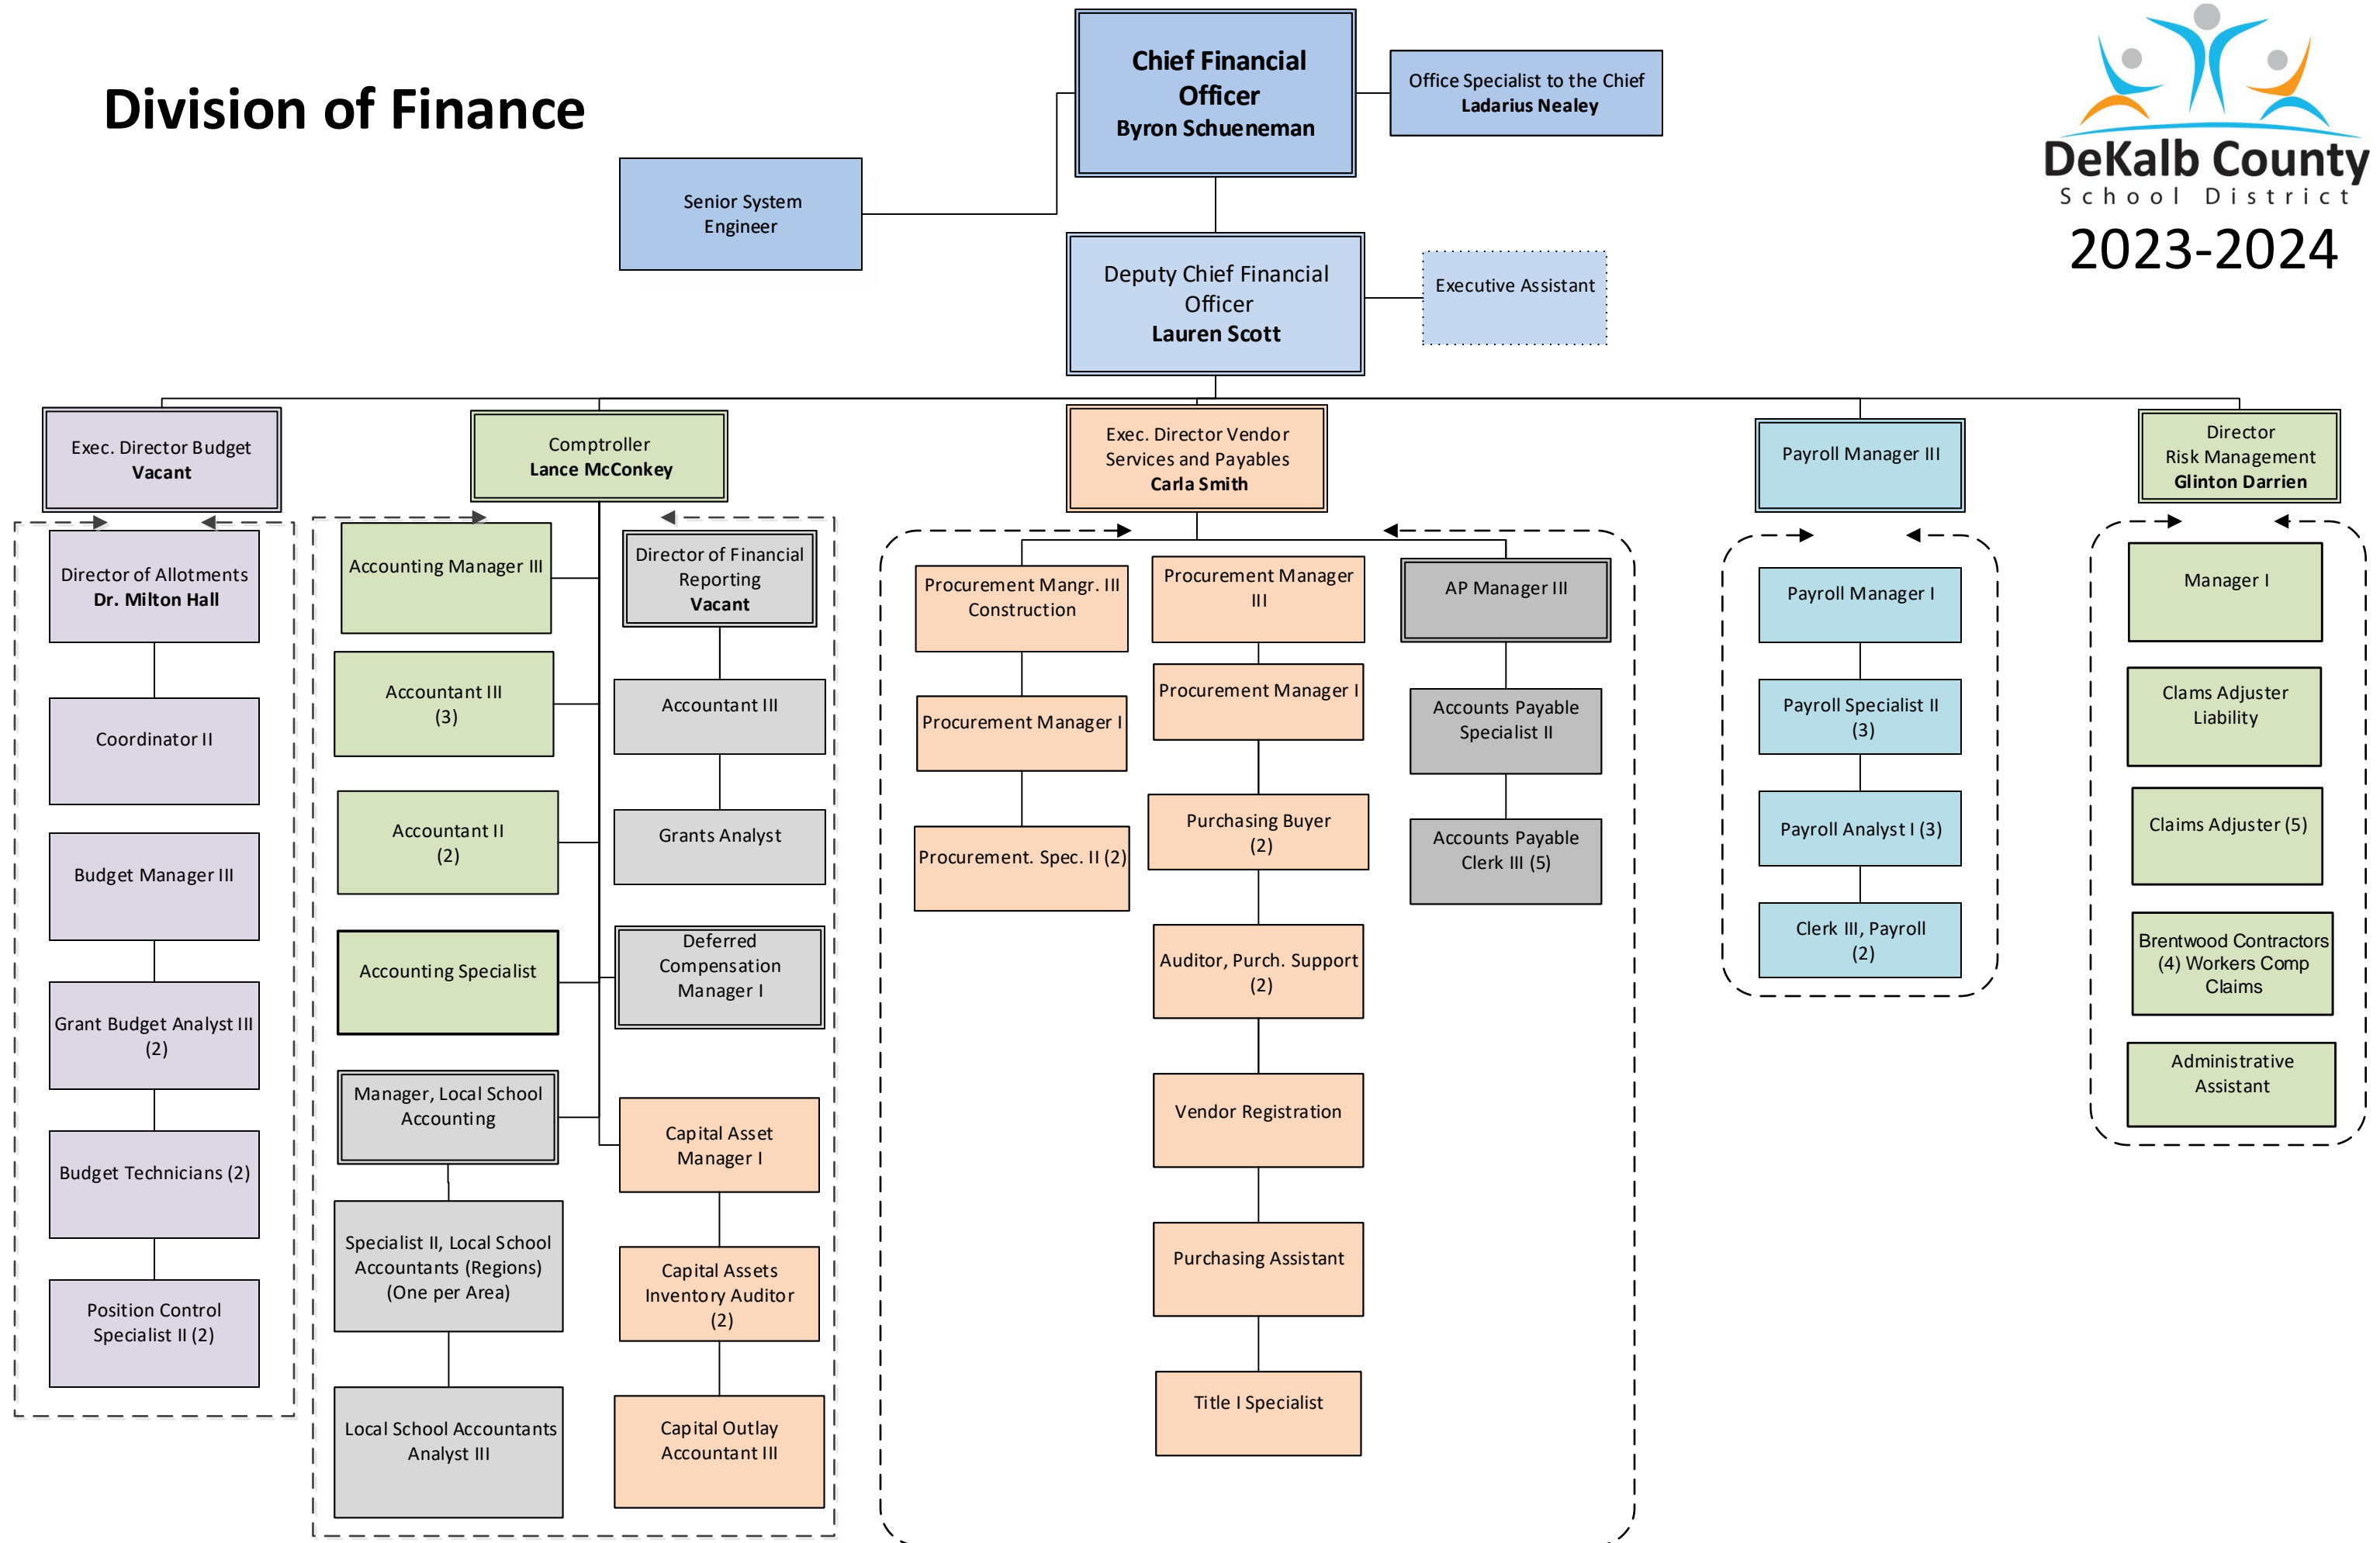 Division of Finance
Chief Financial
Officer
Byron Schueneman
Office Specialist to the Chief
Ladarius Nealey
DeKalb County
School District
2023-2024
Senior System
Engineer
Deputy Chief Financial
Officer
Lauren Scott
Executive Assistant
Exec. Director Budget
Vacant
Comptroller
Lance McConkey
Exec. Director Vendor
Services and Payables
Carla Smith
Payroll Manager III
Director
Risk Management
Glinton Darrien
Director of Allotments
Dr. Milton Hall
Coordinator II
Budget Manager III
Grant Budget Analyst III
(2)
Budget Technicians (2)
Position Control
Specialist II (2)
Accounting Manager III
Accountant III
(3)
Accountant II
(2)
Accounting Specialist
Manager, Local School
Accounting
Specialist II, Local School
Accountants (Regions)
(One per Area)
Local School Accountants
Analyst III
Director of Financial
Reporting
Vacant
Accountant III
Grants Analyst
Deferred
Compensation
Manager I
Capital Asset
Manager I
Capital Assets
Inventory Auditor
(2)
Capital Outlay
Accountant III
Procurement Mangr. III
Construction
Procurement Manager I
Procurement. Spec. II (2)
Procurement Manager
III
Procurement Manager I
Purchasing Buyer
(2)
Auditor, Purch. Support
(2)
Vendor Registration
Purchasing Assistant
Title I Specialist
AP Manager III
Accounts Payable
Specialist II
Accounts Payable
Clerk III (5)
Payroll Manager I
Payroll Specialist II
(3)
Payroll Analyst I (3)
Clerk III, Payroll
(2)
Manager I
Clams Adjuster
Liability
Claims Adjuster (5)
Brentwood Contractors
(4) Workers Comp
Claims
Administrative
Assistant